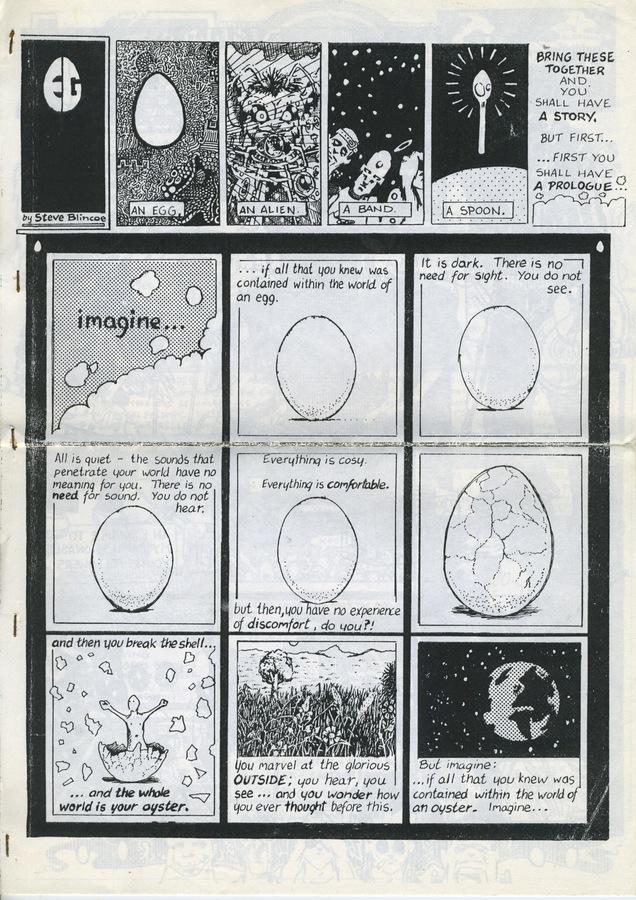 EG
by Steve Blincoe
AN EGG.
AN ALIEN.
A BAND.
A SPOON.
BRING THESE
TOGETHER
AND
YOU
SHALL HAVE
A STORY,
BUT FIRST...
...FIRST YOU
SHALL HAVE
A PROLOGUE...
imagine...
...if all that you knew was
contained within the world of
an egg.
It is dark. There is no
need for sight. You do not
see.
All is quiet - the sounds that
penetrate your world have no
meaning for you. There is no
need for sound. You do not
hear.
Everything is cosy.
Everything is comfortable.
but then, you have no experience
of discomfort, do you?!
and then you break the shell...
... and the whole
world is your oyster.
you marvel at the glorious
OUTSIDE; you hear, you
see ... and you wonder how
you ever thought before this.
But imagine:
...if all that you knew was
contained within the world of
an oyster. Imagine...